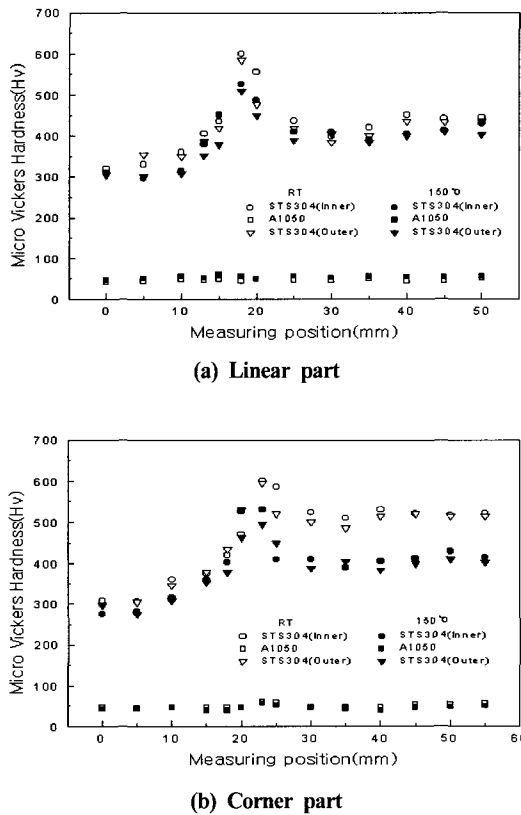 700
600
500
400
300
200
100
0
Micro Vickers Hardness(Hv)
RT 150℃
STS304(Inner) STS304(Inner)
A1050 A1050
STS304(Outer) STS304(Outer)
0 10 20 30 40 50
Measuring position(mm)
(a) Linear part
700
600
500
400
300
200
100
0
Micro Vickers Hardness(Hv)
RT 150℃
STS304(Inner) STS304(Inner)
A1050 A1050
STS304(Outer) STS304(Outer)
0 10 20 30 40 50 60
Measuring position(mm)
(b) Corner part